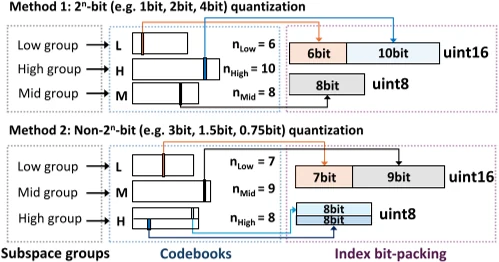 Method 1: 2ⁿ-bit (e.g. 1bit, 2bit, 4bit) quantization
Low group L n_Low = 6 6bit 10bit uint16
High group H n_High = 10
Mid group M n_Mid = 8 8bit uint8
Method 2: Non-2ⁿ-bit (e.g. 3bit, 1.5bit, 0.75bit) quantization
Low group L n_Low = 7 7bit 9bit uint16
Mid group M n_Mid = 9
High group H n_High = 8 8bit uint8
8bit
Subspace groups Codebooks Index bit-packing